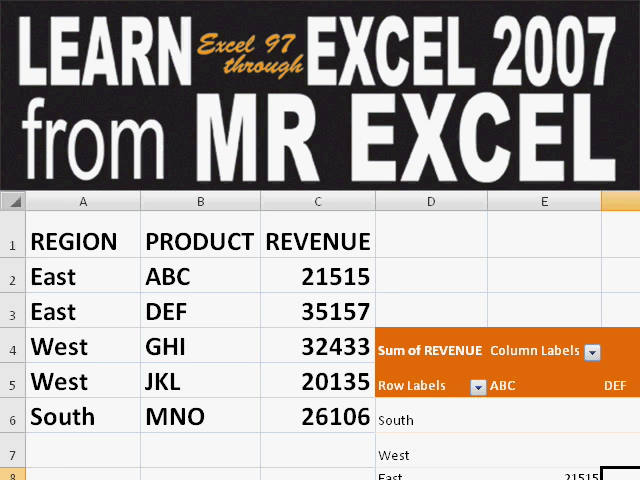 LEARN Excel 97 through EXCEL 2007
from MR EXCEL
A B C D E
1 REGION PRODUCT REVENUE
2 East ABC 21515
3 East DEF 35157
4 West GHI 32433 Sum of REVENUE Column Labels
5 West JKL 20135 Row Labels ABC DEF
6 South MNO 26106 South
7 West
8 East 21515